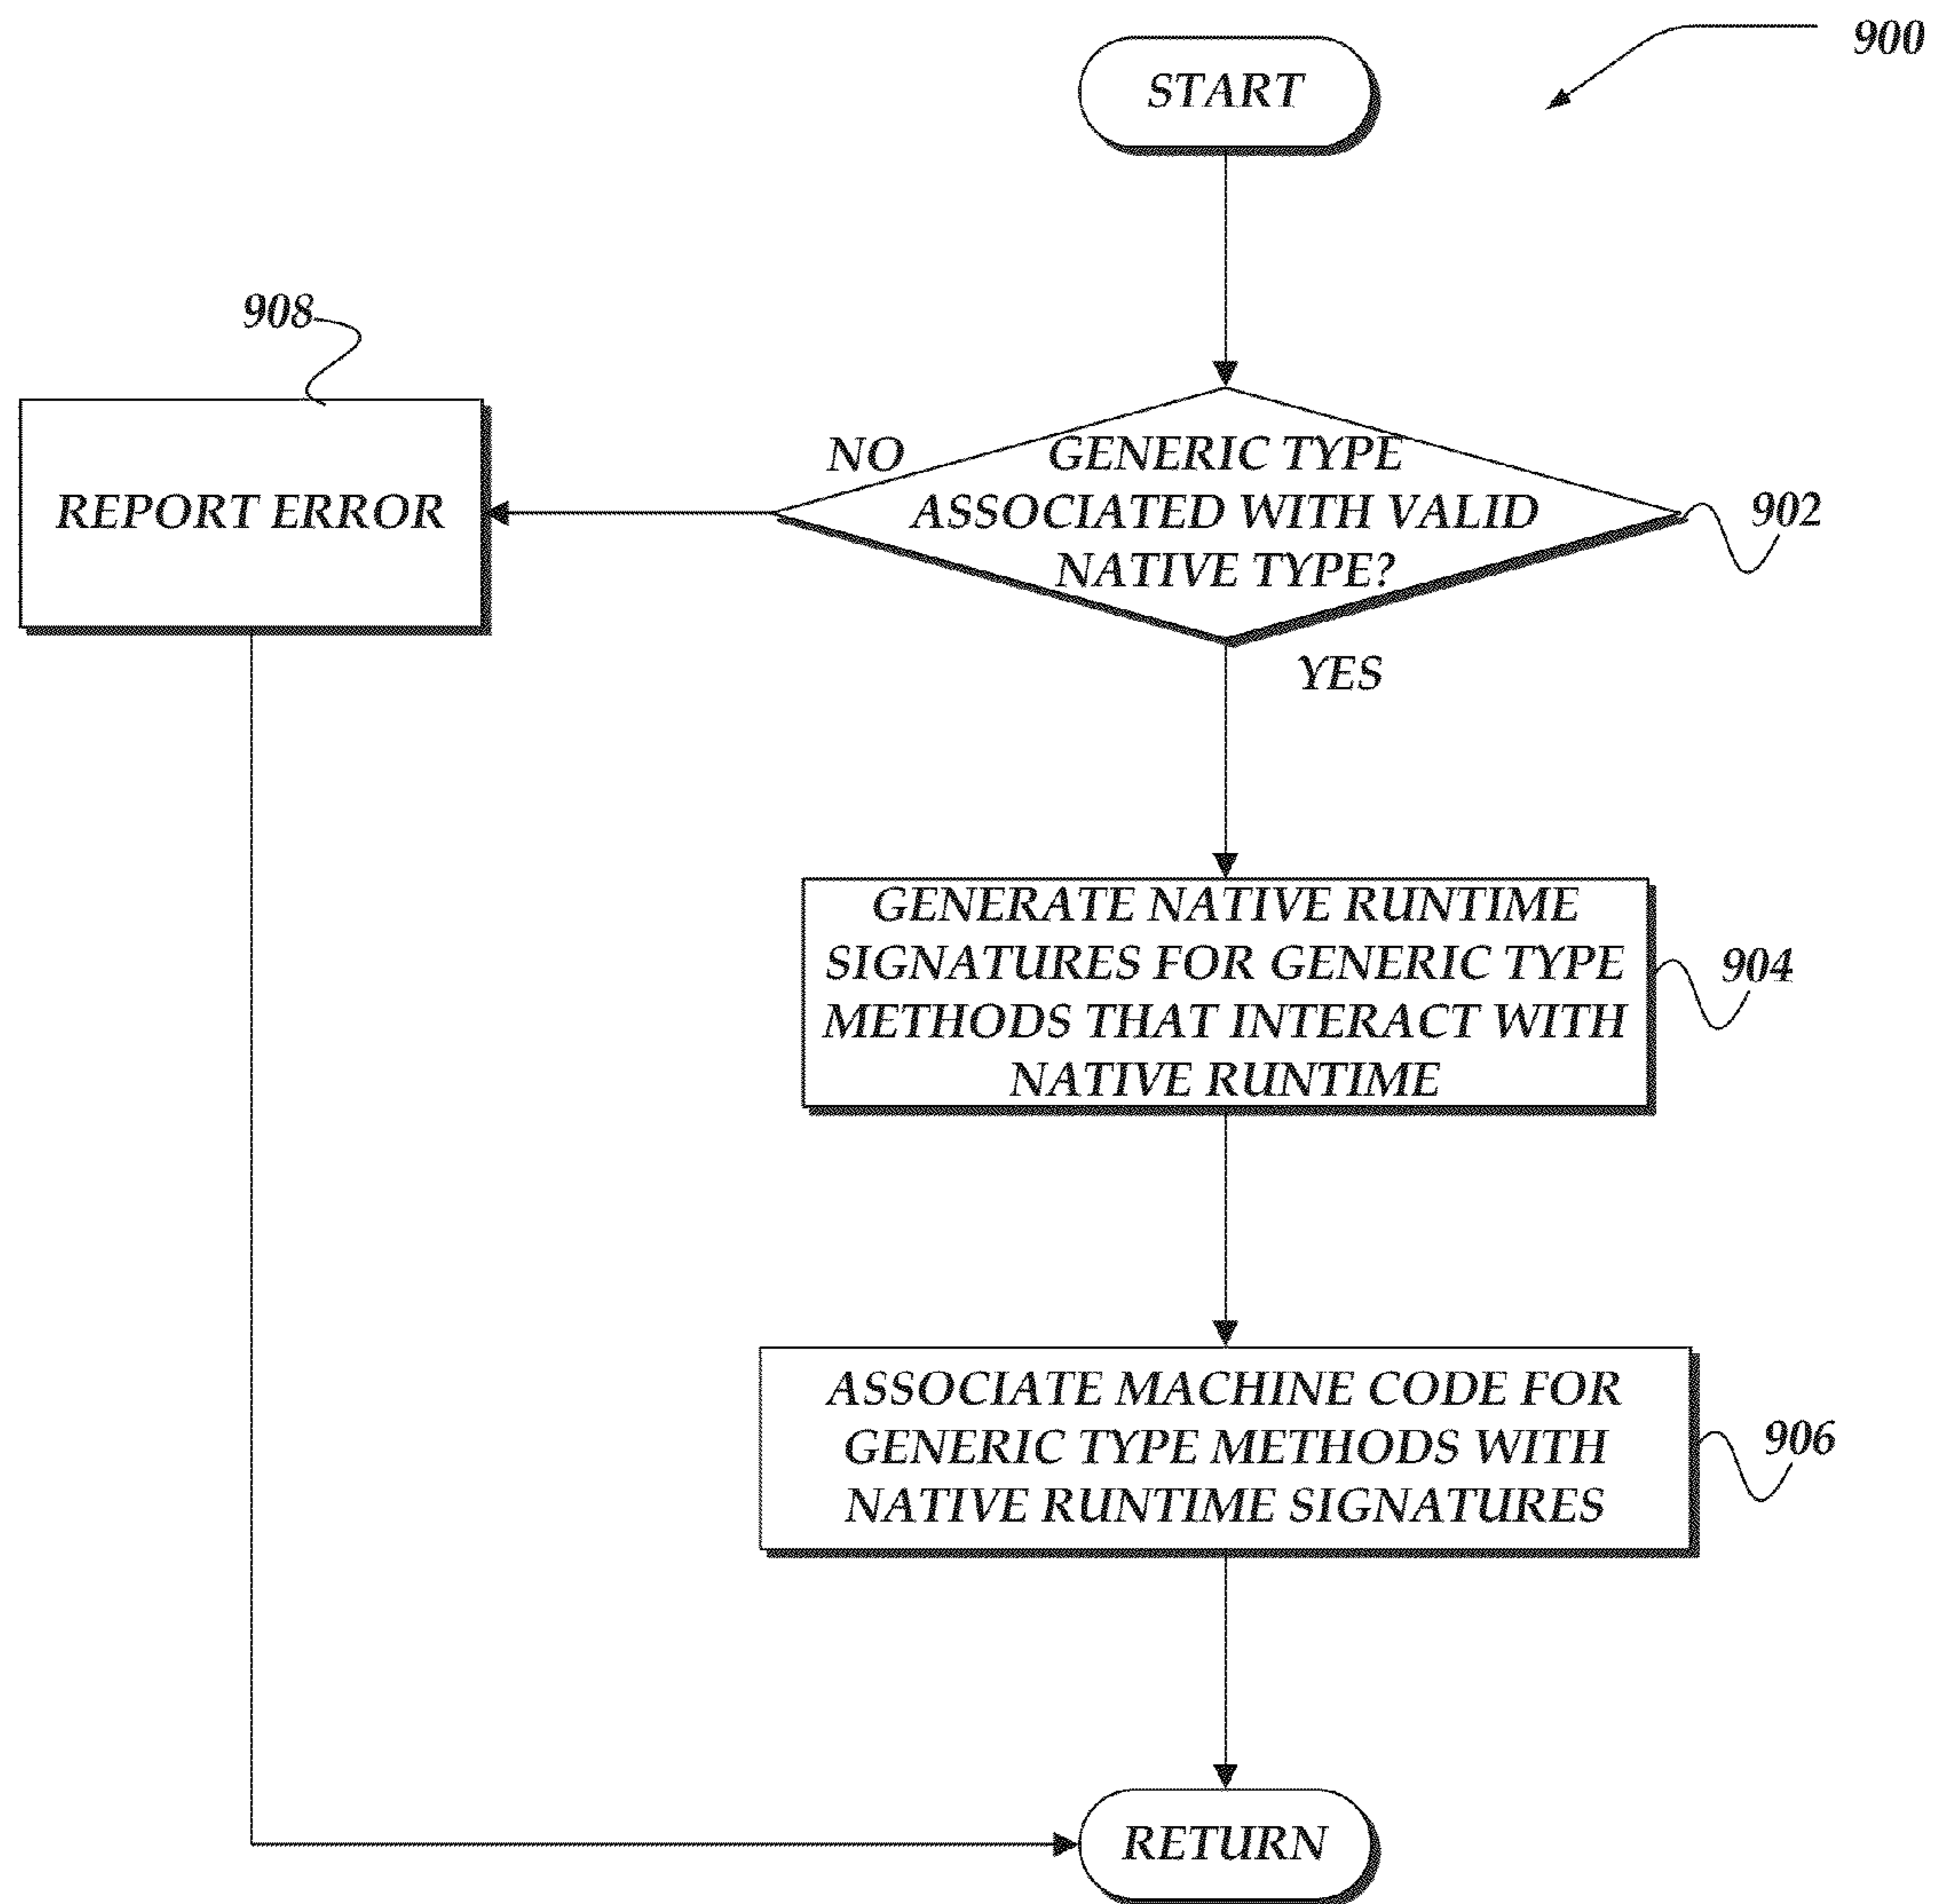 900
START
908
NO
GENERIC TYPE
ASSOCIATED WITH VALID
NATIVE TYPE?
902
REPORT ERROR
YES
GENERATE NATIVE RUNTIME
SIGNATURES FOR GENERIC TYPE
METHODS THAT INTERACT WITH
NATIVE RUNTIME
904
ASSOCIATE MACHINE CODE FOR
GENERIC TYPE METHODS WITH
NATIVE RUNTIME SIGNATURES
906
RETURN